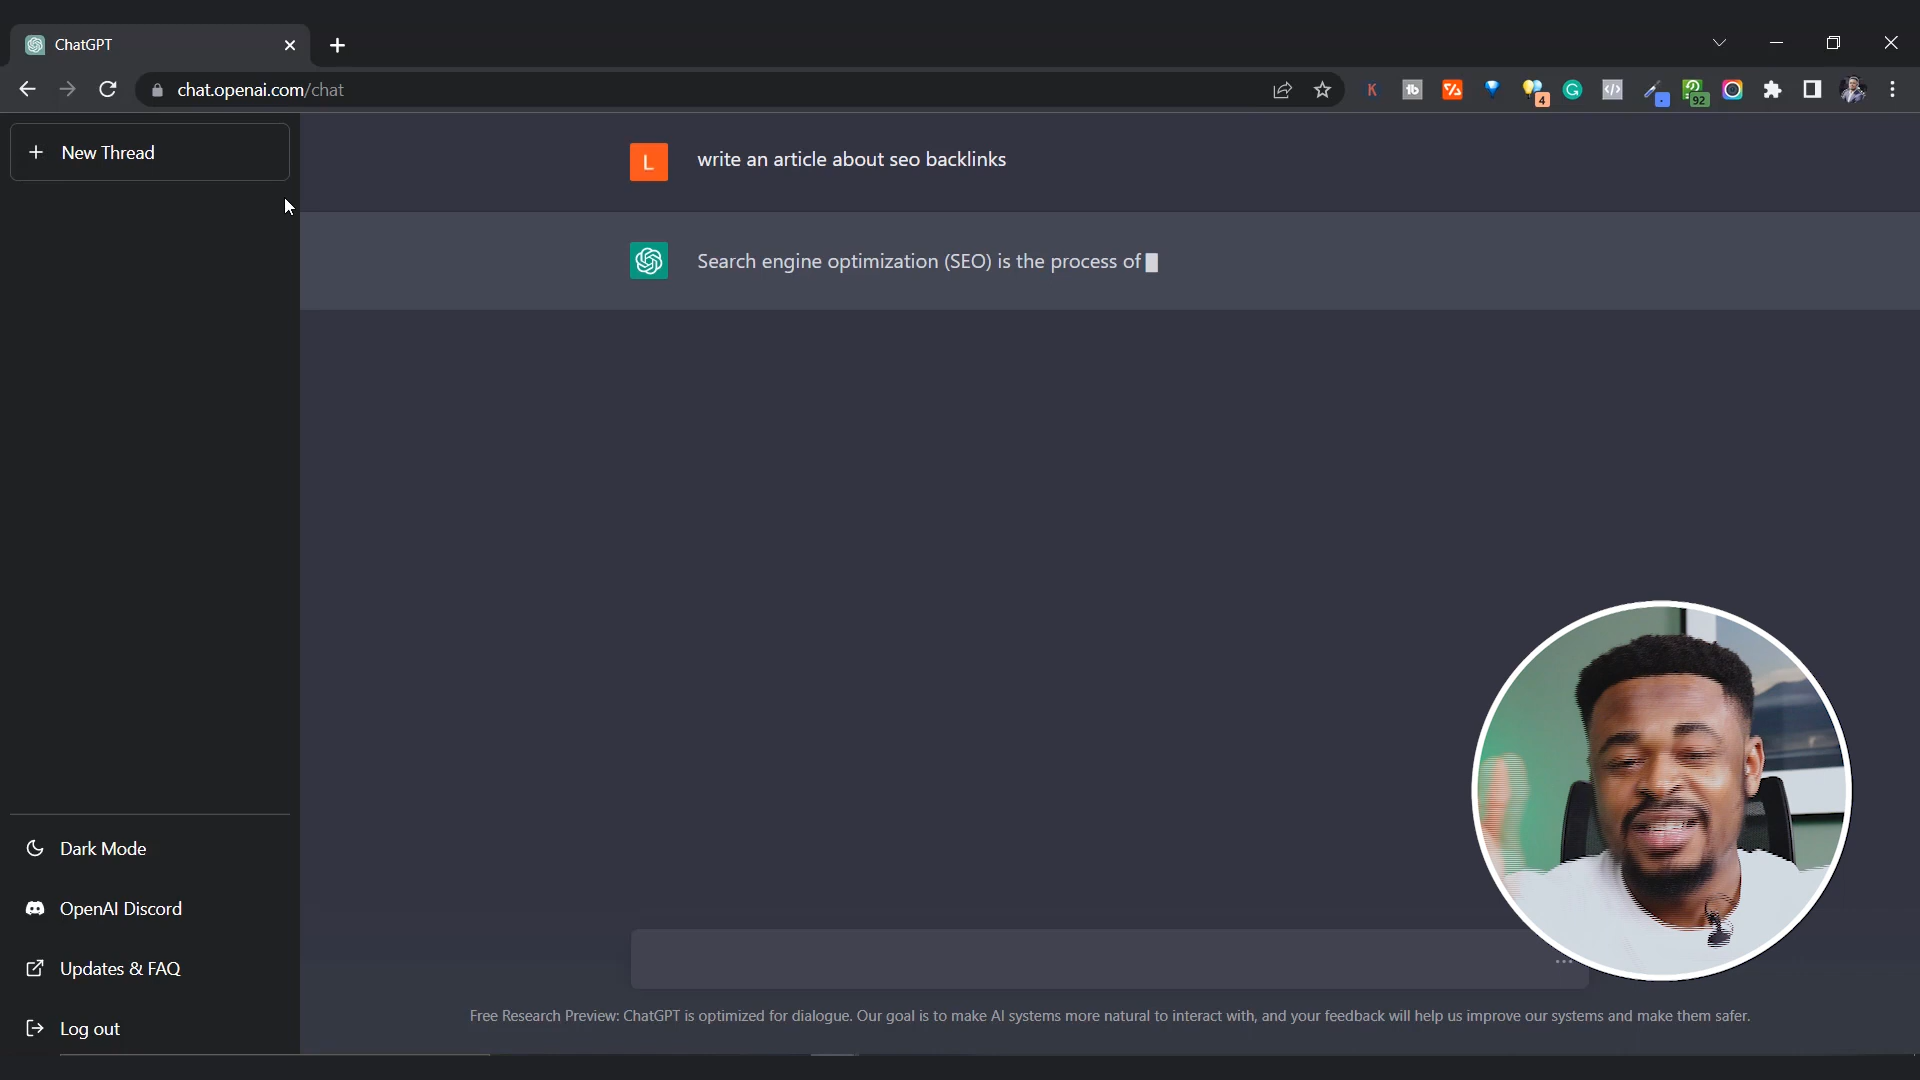 ChatGPT
chat.openai.com/chat
K
tb
4
92
New Thread
L
write an article about seo backlinks
Search engine optimization (SEO) is the process of
Dark Mode
OpenAI Discord
Updates & FAQ
Log out
Free Research Preview: ChatGPT is optimized for dialogue. Our goal is to make AI systems more natural to interact with, and your feedback will help us improve our systems and make them safer.